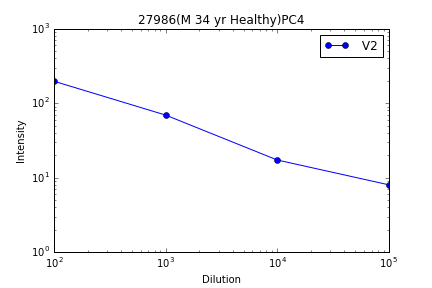 27986(M 34 yr Healthy)PC4
10³
V2
10²
Intensity
10¹
10⁰
10² 10³ 10⁴ 10⁵
Dilution